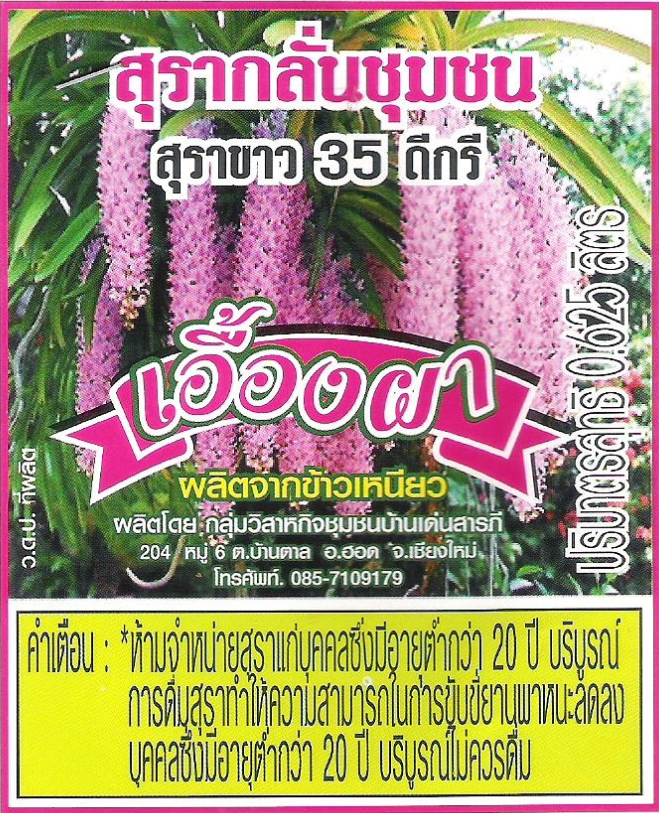 สุรากลั่นชุมชน
สุราขาว 35 ดีกรี
เอื้องผา
ผลิตจากข้าวเหนียว
ผลิตโดย กลุ่มวิสาหกิจชุมชนบ้านเด่นสารภี
204 หมู่ 6 ต.บ้านตาล อ.ฮอด จ.เชียงใหม่
โทรศัพท์. 085-7109179
ว.ด.ป. ที่ผลิต
ปริมาตรสุทธิ 0.625 ลิตร
คำเตือน : *ห้ามจำหน่ายสุราแก่บุคคลซึ่งมีอายุต่ำกว่า 20 ปี บริบูรณ์
การดื่มสุราทำให้ความสามารถในการขับขี่ยานพาหนะลดลง
บุคคลซึ่งมีอายุต่ำกว่า 20 ปี บริบูรณ์ไม่ควรดื่ม